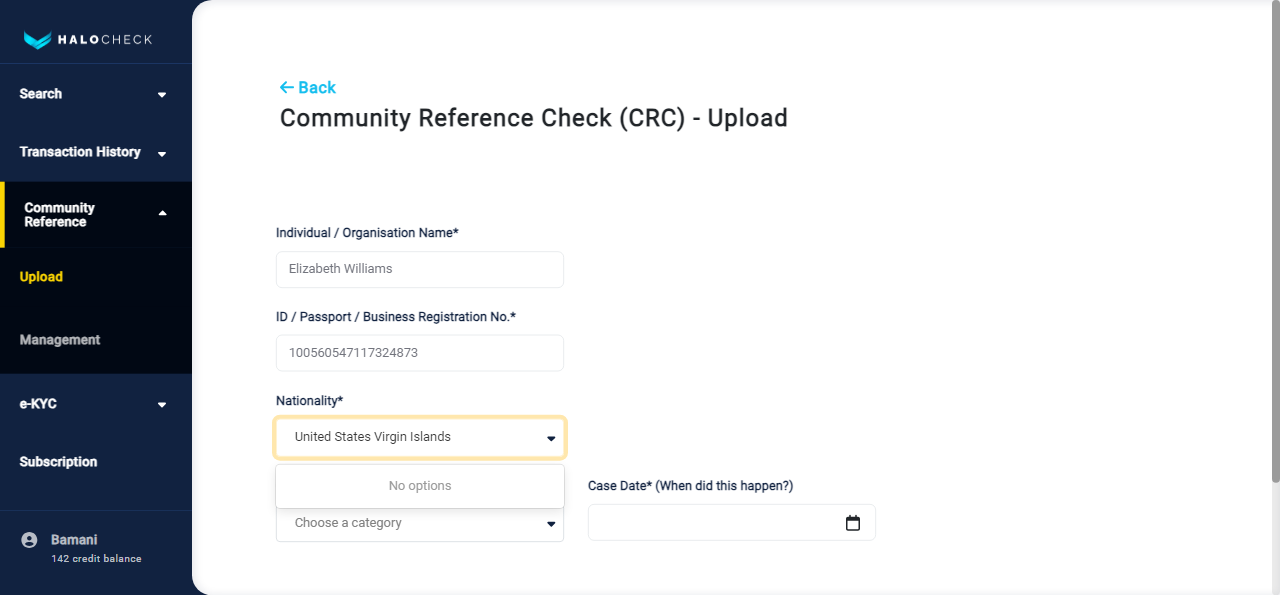 HALOCHECK
Search
Transaction History
Community
Reference
Upload
Management
e-KYC
Subscription
Bamani
142 credit balance
Back
Community Reference Check (CRC) - Upload
Individual / Organisation Name*
Elizabeth Williams
ID / Passport / Business Registration No.*
100560547117324873
Nationality*
United States Virgin Islands
No options
Choose a category
Case Date* (When did this happen?)